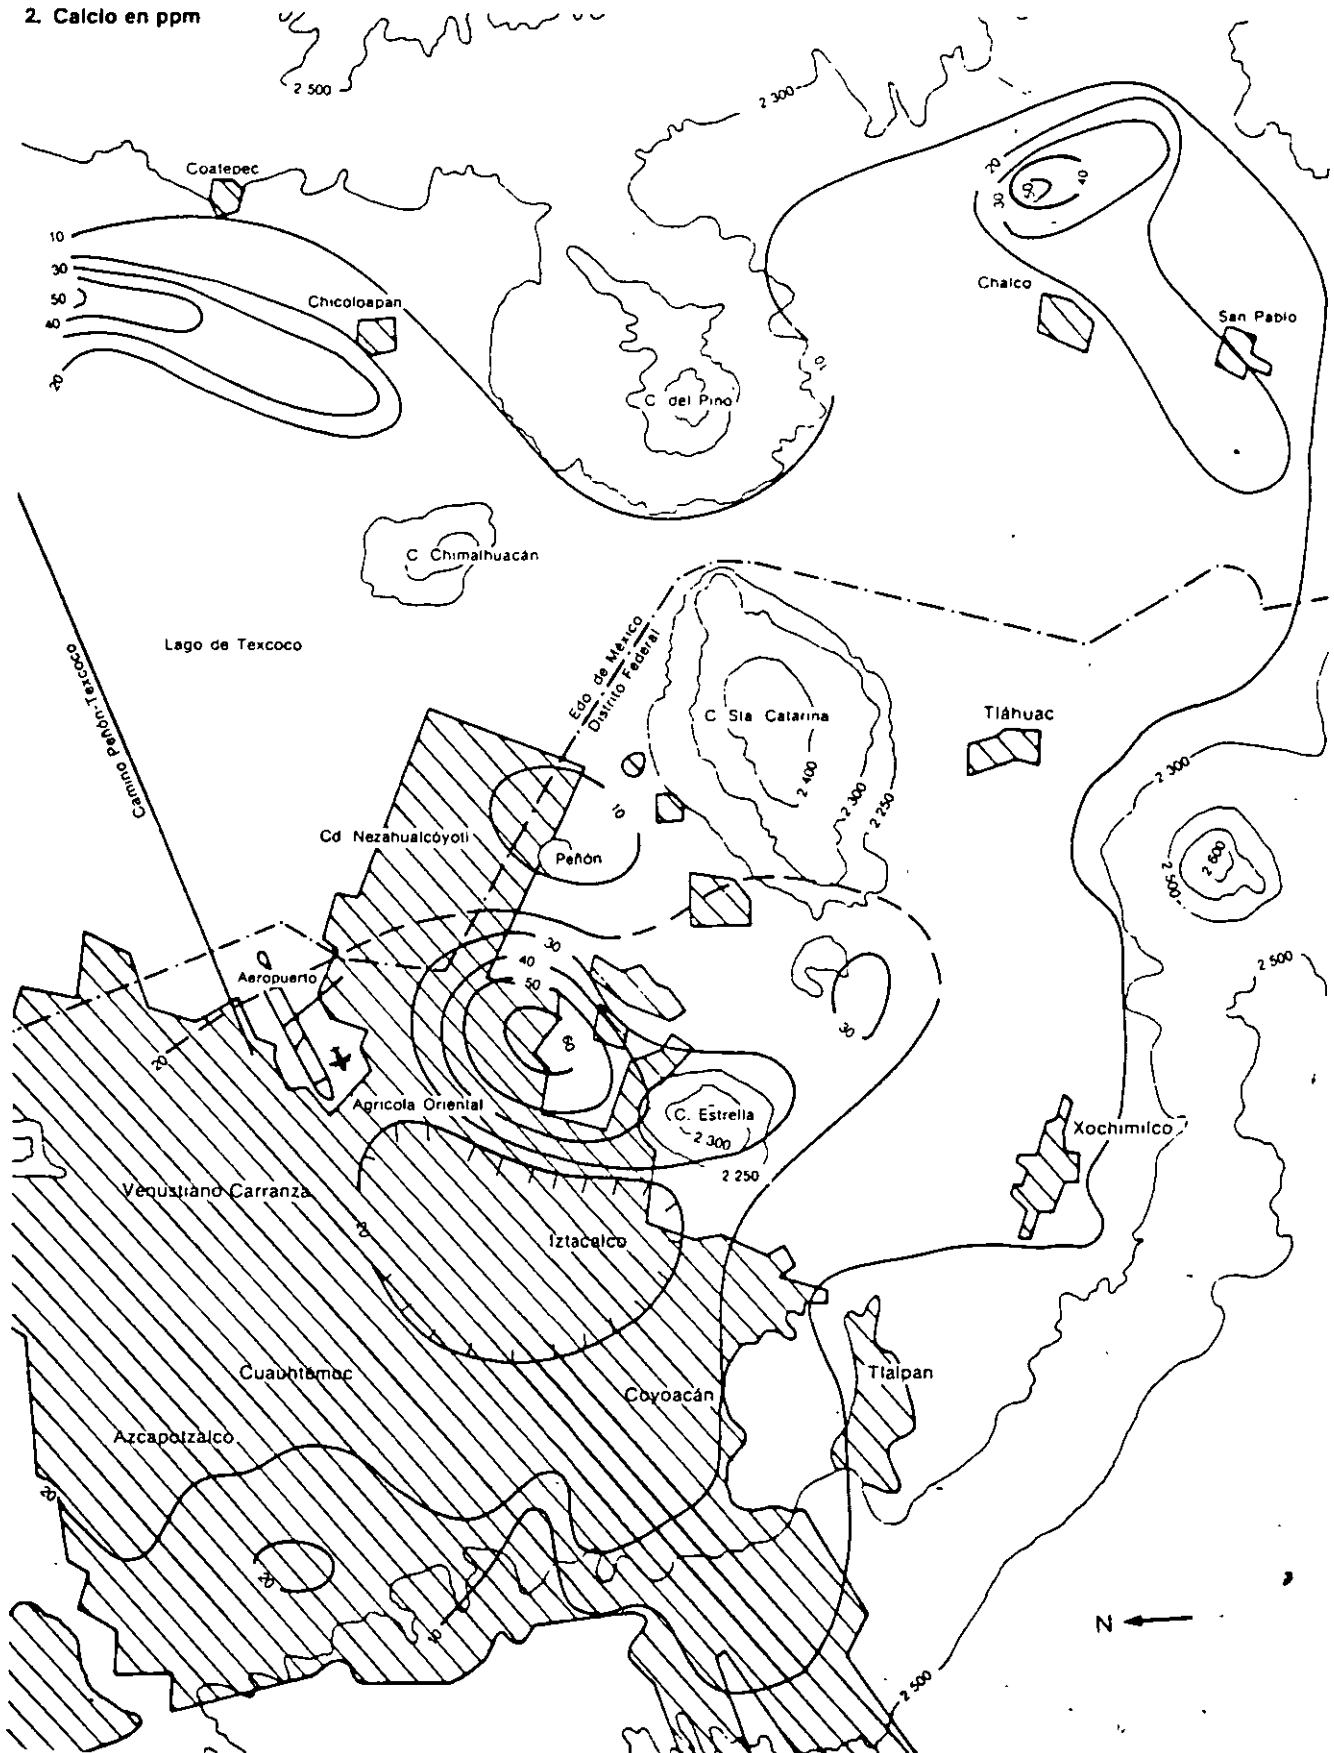 2. Calcio en ppm
2 500
2 300
Coatepec
20
40
50
30
10
30
50
40
20
Chicoloapan
Chalco
San Pablo
10
C del Pino
C Chimalhuacán
Lago de Texcoco
Camino Peñón-Texcoco
Edo de México
Distrito Federal
C Sta Catarina
2 400
2 300
2 250
Tláhuac
2 300
2 600
2 500
Cd Nezahualcóyotl
10
Peñón
30
40
50
Aeropuerto
20
30
2 500
Agrícola Oriental
C. Estrella
2 300
2 250
Xochimilco
Venustiano Carranza
Iztacalco
Cuauhtémoc
Coyoacán
Tlalpan
Azcapotzalco
20
20
10
N
2 500